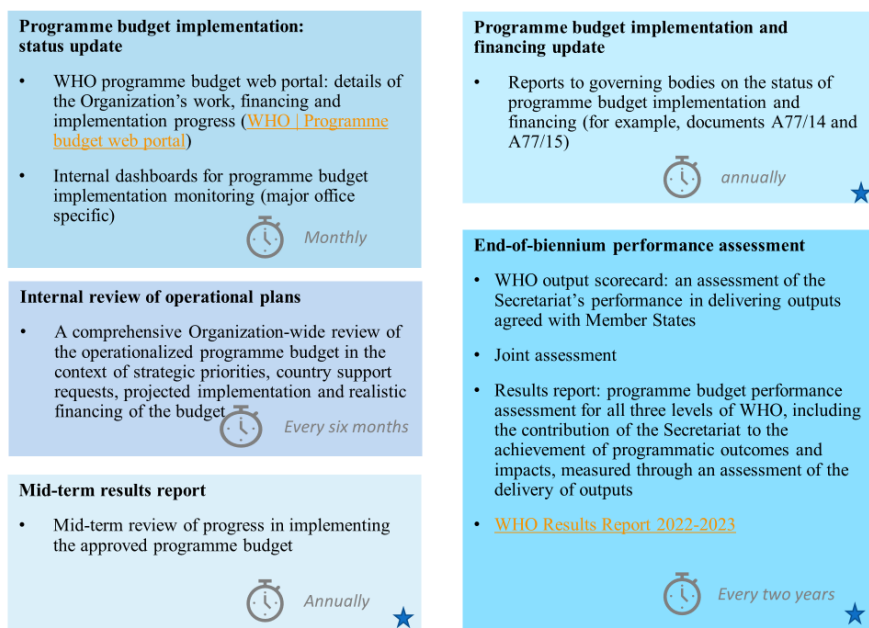 Programme budget implementation:
status update
• WHO programme budget web portal: details of
the Organization's work, financing and
implementation progress (WHO | Programme
budget web portal)
• Internal dashboards for programme budget
implementation monitoring (major office
specific)
Monthly
Internal review of operational plans
• A comprehensive Organization-wide review of
the operationalized programme budget in the
context of strategic priorities, country support
requests, projected implementation and realistic
financing of the budget
Every six months
Mid-term results report
• Mid-term review of progress in implementing
the approved programme budget
Annually
Programme budget implementation and
financing update
• Reports to governing bodies on the status of
programme budget implementation and
financing (for example, documents A77/14 and
A77/15)
annually
End-of-biennium performance assessment
• WHO output scorecard: an assessment of the
Secretariat's performance in delivering outputs
agreed with Member States
• Joint assessment
• Results report: programme budget performance
assessment for all three levels of WHO, including
the contribution of the Secretariat to the
achievement of programmatic outcomes and
impacts, measured through an assessment of the
delivery of outputs
• WHO Results Report 2022-2023
Every two years